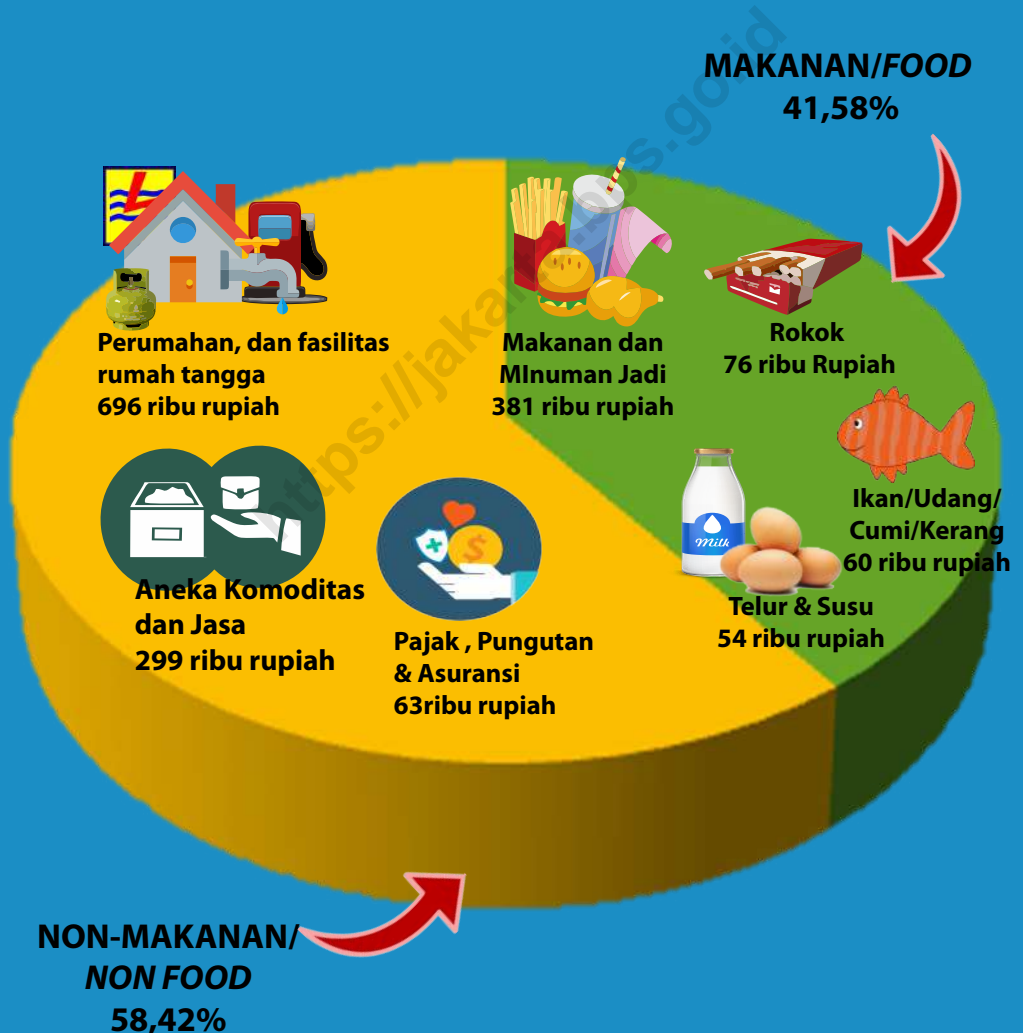 MAKANAN/FOOD
41,58%
Perumahan, dan fasilitas
rumah tangga
696 ribu rupiah
Makanan dan
MInuman Jadi
381 ribu rupiah
Rokok
76 ribu Rupiah
Ikan/Udang/
Cumi/Kerang
60 ribu rupiah
Milk
Telur & Susu
54 ribu rupiah
Aneka Komoditas
dan Jasa
299 ribu rupiah
Pajak , Pungutan
& Asuransi
63ribu rupiah
NON-MAKANAN/
NON FOOD
58,42%
https://jakarta.bps.go.id